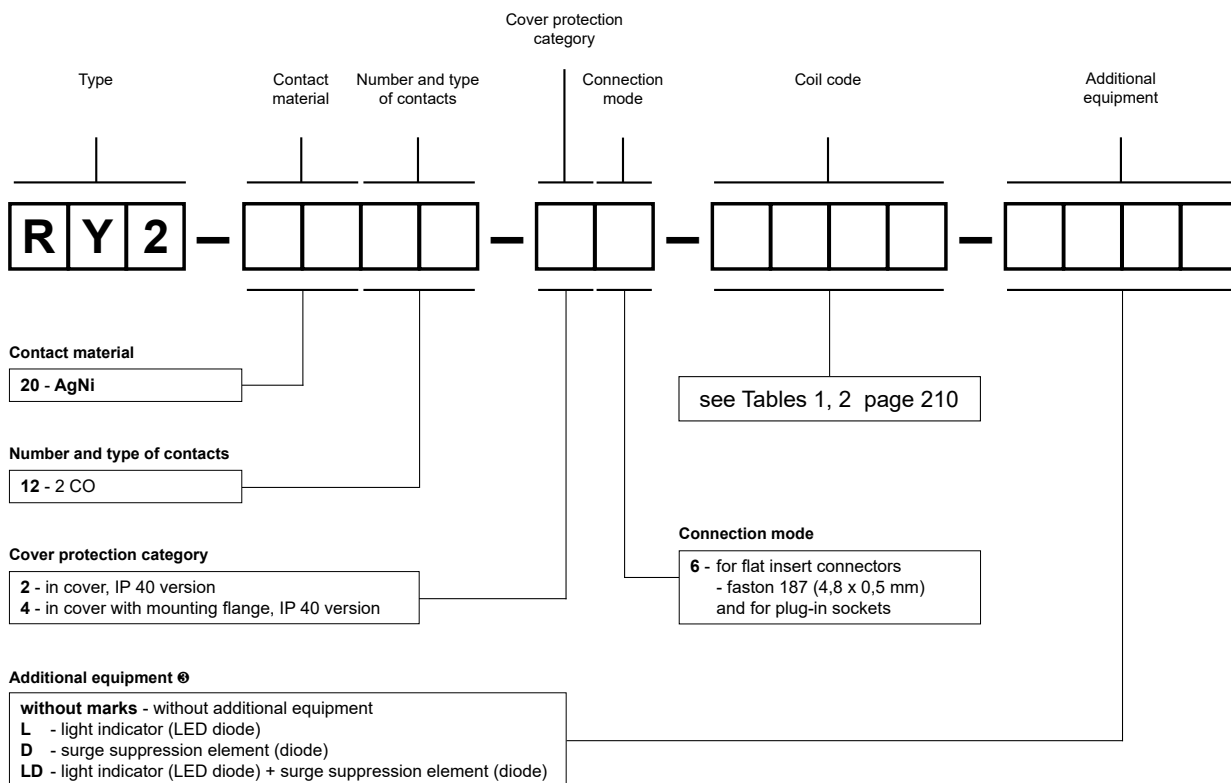 Cover protection
category
Type
Contact
material
Number and type
of contacts
Connection
mode
Coil code
Additional
equipment
R Y 2 – – – –
Contact material
20 - AgNi
see Tables 1, 2 page 210
Number and type of contacts
12 - 2 CO
Cover protection category
2 - in cover, IP 40 version
4 - in cover with mounting flange, IP 40 version
Connection mode
6 - for flat insert connectors
- faston 187 (4,8 x 0,5 mm)
and for plug-in sockets
Additional equipment ❸
without marks - without additional equipment
L - light indicator (LED diode)
D - surge suppression element (diode)
LD - light indicator (LED diode) + surge suppression element (diode)